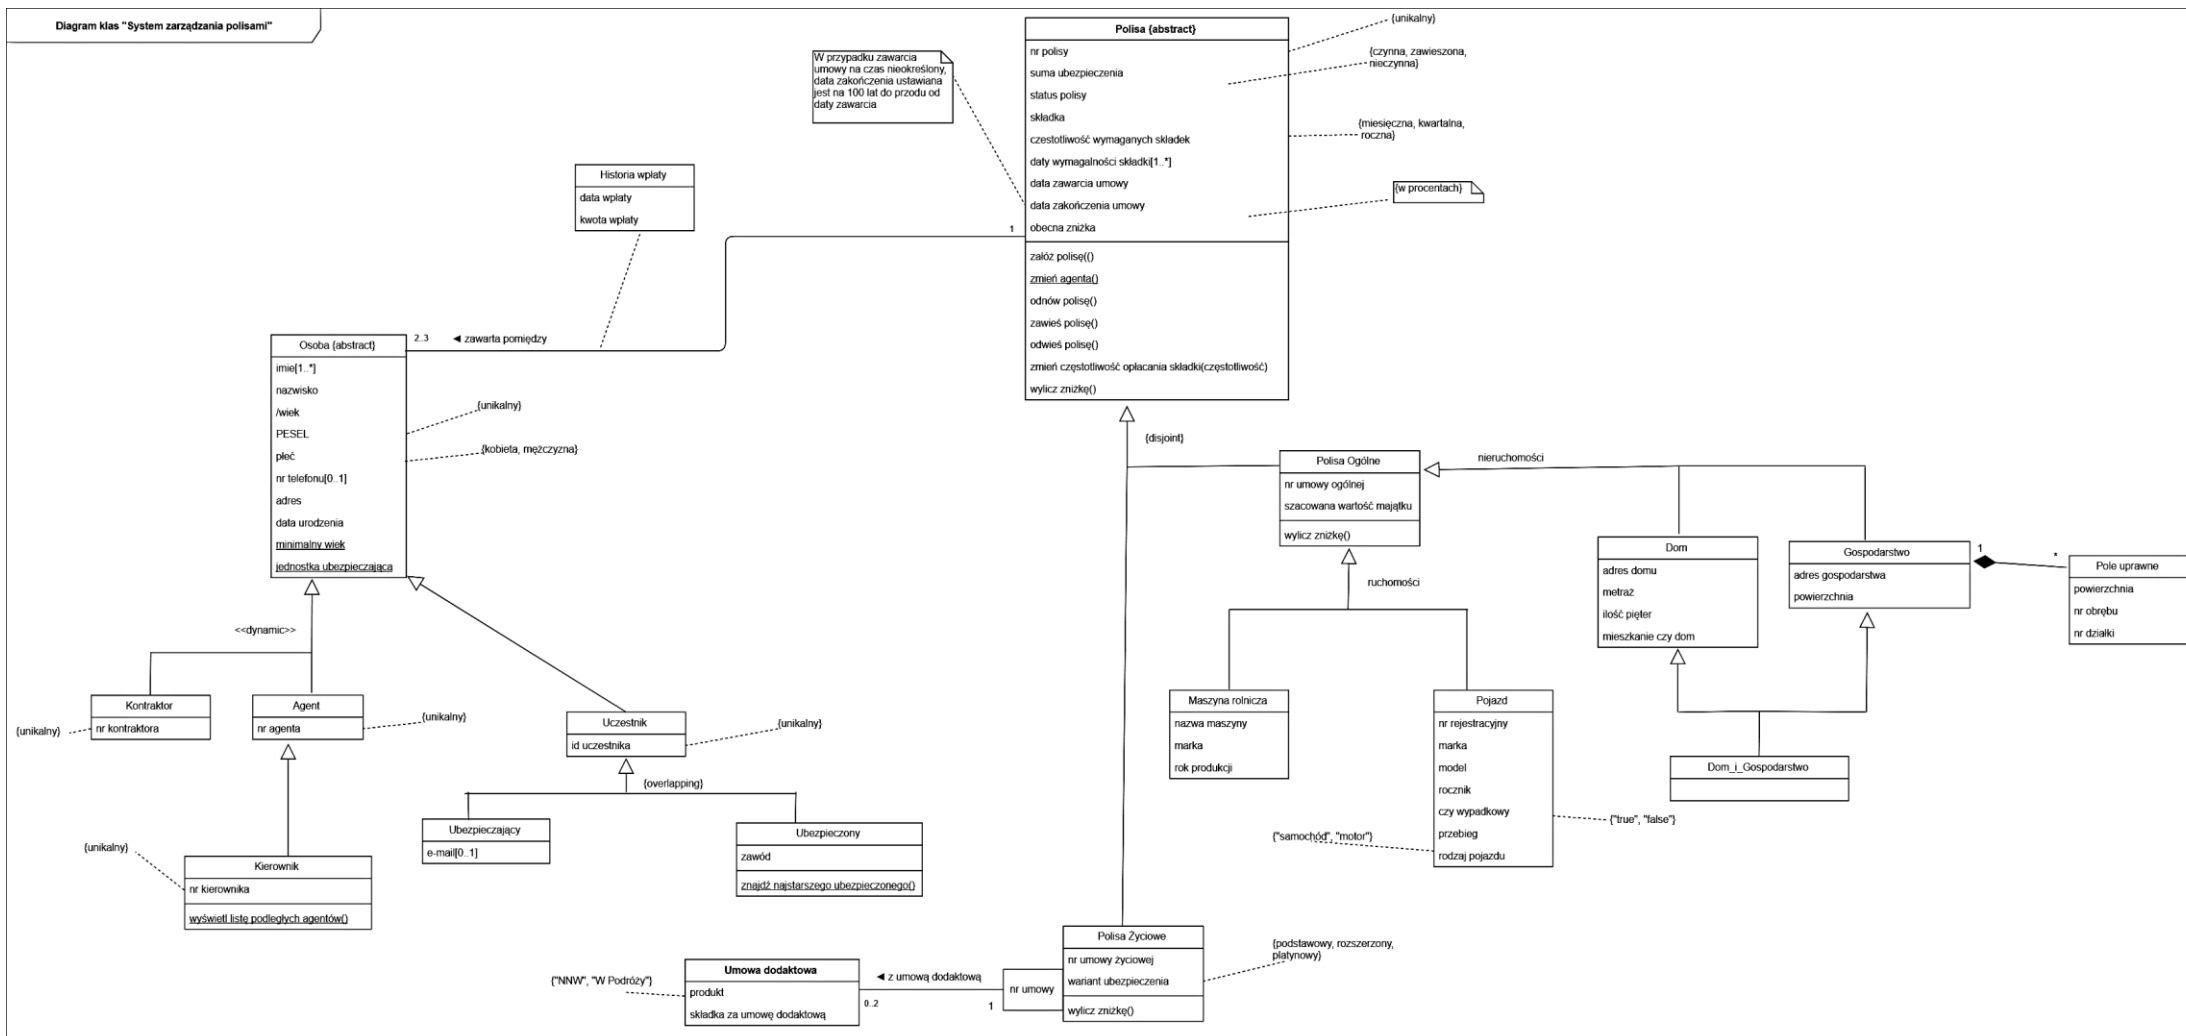 Diagram klas "System zarządzania polisami"
W przypadku zawarcia
umowy na czas nieokreślony,
data zakończenia ustawiana
jest na 100 lat do przodu od
daty zawarcia
Polisa {abstract}
nr polisy
suma ubezpieczenia
status polisy
składka
czestotliwość wymaganych składek
daty wymagalności składki[1..*]
data zawarcia umowy
data zakończenia umowy
obecna zniżka
załóż polisę(()
zmień agenta()
odnów polisę()
zawieś polisę()
odwieś polisę()
zmień częstotliwość opłacania składki(częstotliwość)
wylicz zniżkę()
{unikalny}
{czynna, zawieszona,
nieczynna}
{miesięczna, kwartalna,
roczna}
{w procentach}
Historia wpłaty
data wpłaty
kwota wpłaty
1
2..3
◄ zawarta pomiędzy
Osoba {abstract}
imie[1..*]
nazwisko
/wiek
PESEL
płeć
nr telefonu[0..1]
adres
data urodzenia
minimalny wiek
jednostka ubezpieczająca
{unikalny}
{kobieta, mężczyzna}
<<dynamic>>
Kontraktor
nr kontraktora
{unikalny}
Agent
nr agenta
{unikalny}
Uczestnik
id uczestnika
{unikalny}
{overlapping}
Ubezpieczający
e-mail[0..1]
Ubezpieczony
zawód
znajdź najstarszego ubezpieczonego()
{unikalny}
Kierownik
nr kierownika
wyświetl listę podległych agentów()
{disjoint}
Polisa Ogólne
nr umowy ogólnej
szacowana wartość majątku
wylicz zniżkę()
nieruchomości
ruchomości
Dom
adres domu
metraż
ilość pięter
mieszkanie czy dom
Gospodarstwo
adres gospodarstwa
powierzchnia
1
*
Pole uprawne
powierzchnia
nr obrębu
nr działki
Maszyna rolnicza
nazwa maszyny
marka
rok produkcji
Pojazd
nr rejestracyjny
marka
model
rocznik
czy wypadkowy
przebieg
rodzaj pojazdu
{"samochód", "motor"}
{"true", "false"}
Dom_i_Gospodarstwo
Polisa Życiowe
nr umowy życiowej
wariant ubezpieczenia
wylicz zniżkę()
{podstawowy, rozszerzony,
platynowy}
nr umowy
1
◄ z umową dodaktową
0..2
Umowa dodaktowa
produkt
składka za umowę dodaktową
{"NNW", "W Podróży"}